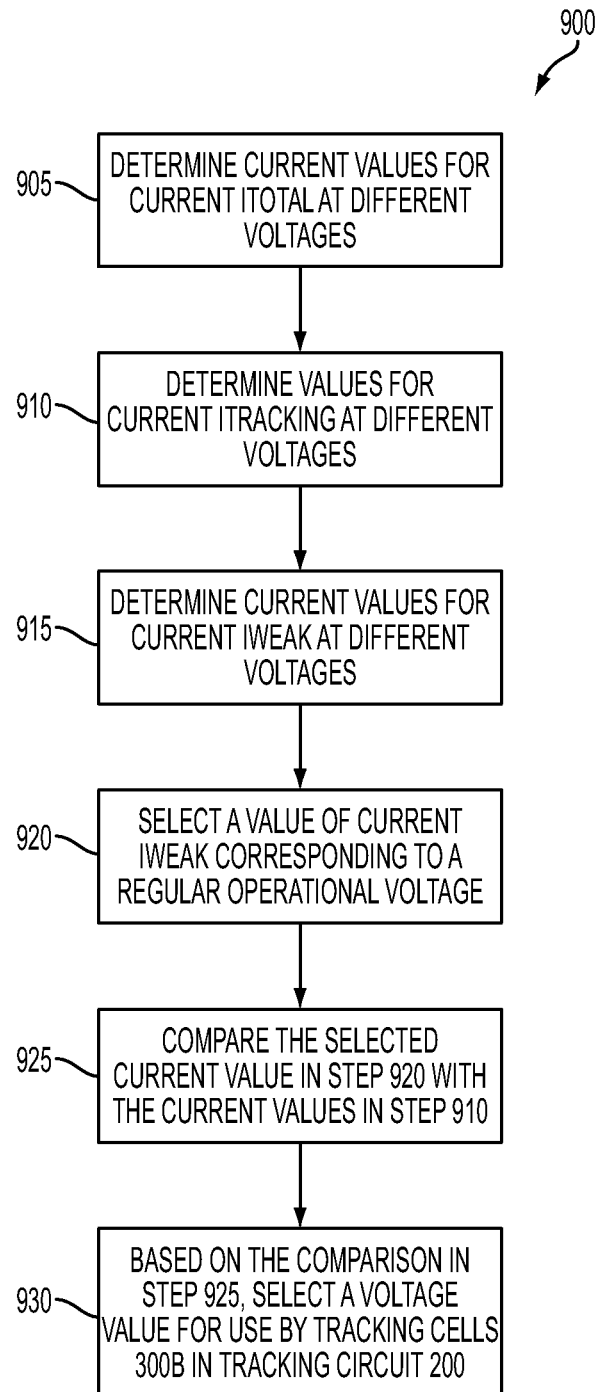 900
905
DETERMINE CURRENT VALUES FOR
CURRENT ITOTAL AT DIFFERENT
VOLTAGES
910
DETERMINE VALUES FOR
CURRENT ITRACKING AT DIFFERENT
VOLTAGES
915
DETERMINE CURRENT VALUES FOR
CURRENT IWEAK AT DIFFERENT
VOLTAGES
920
SELECT A VALUE OF CURRENT
IWEAK CORRESPONDING TO A
REGULAR OPERATIONAL VOLTAGE
925
COMPARE THE SELECTED
CURRENT VALUE IN STEP 920 WITH
THE CURRENT VALUES IN STEP 910
930
BASED ON THE COMPARISON IN
STEP 925, SELECT A VOLTAGE
VALUE FOR USE BY TRACKING CELLS
300B IN TRACKING CIRCUIT 200